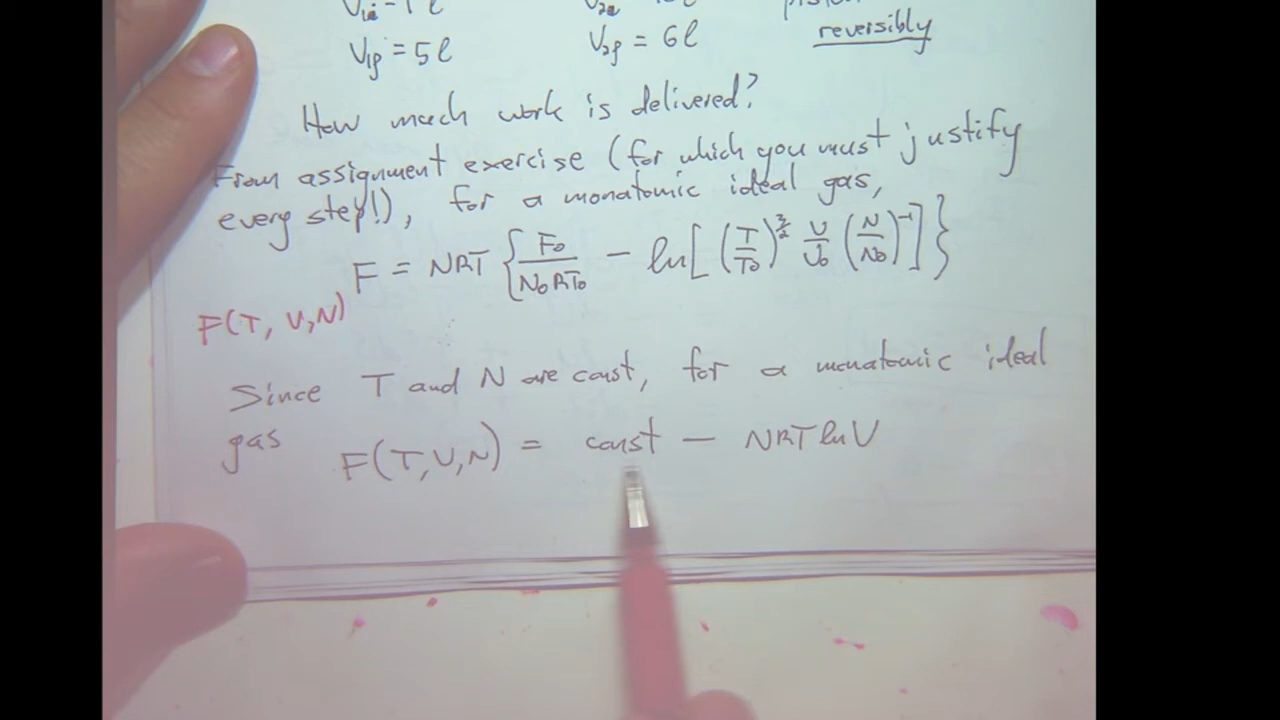 reversibly
V₁f = 5 l V₂f = 6 l
How much work is delivered?
From assignment exercise (for which you must justify
every step!), for a monatomic ideal gas,
F = NRT { F₀/(N₀RT₀) − ln[ (T/T₀)^(3/2) V/V₀ (N/N₀)^(−1) ] }
F(T, V, N)
Since T and N are const, for a monatomic ideal
gas F(T, V, N) = const − NRT ln V